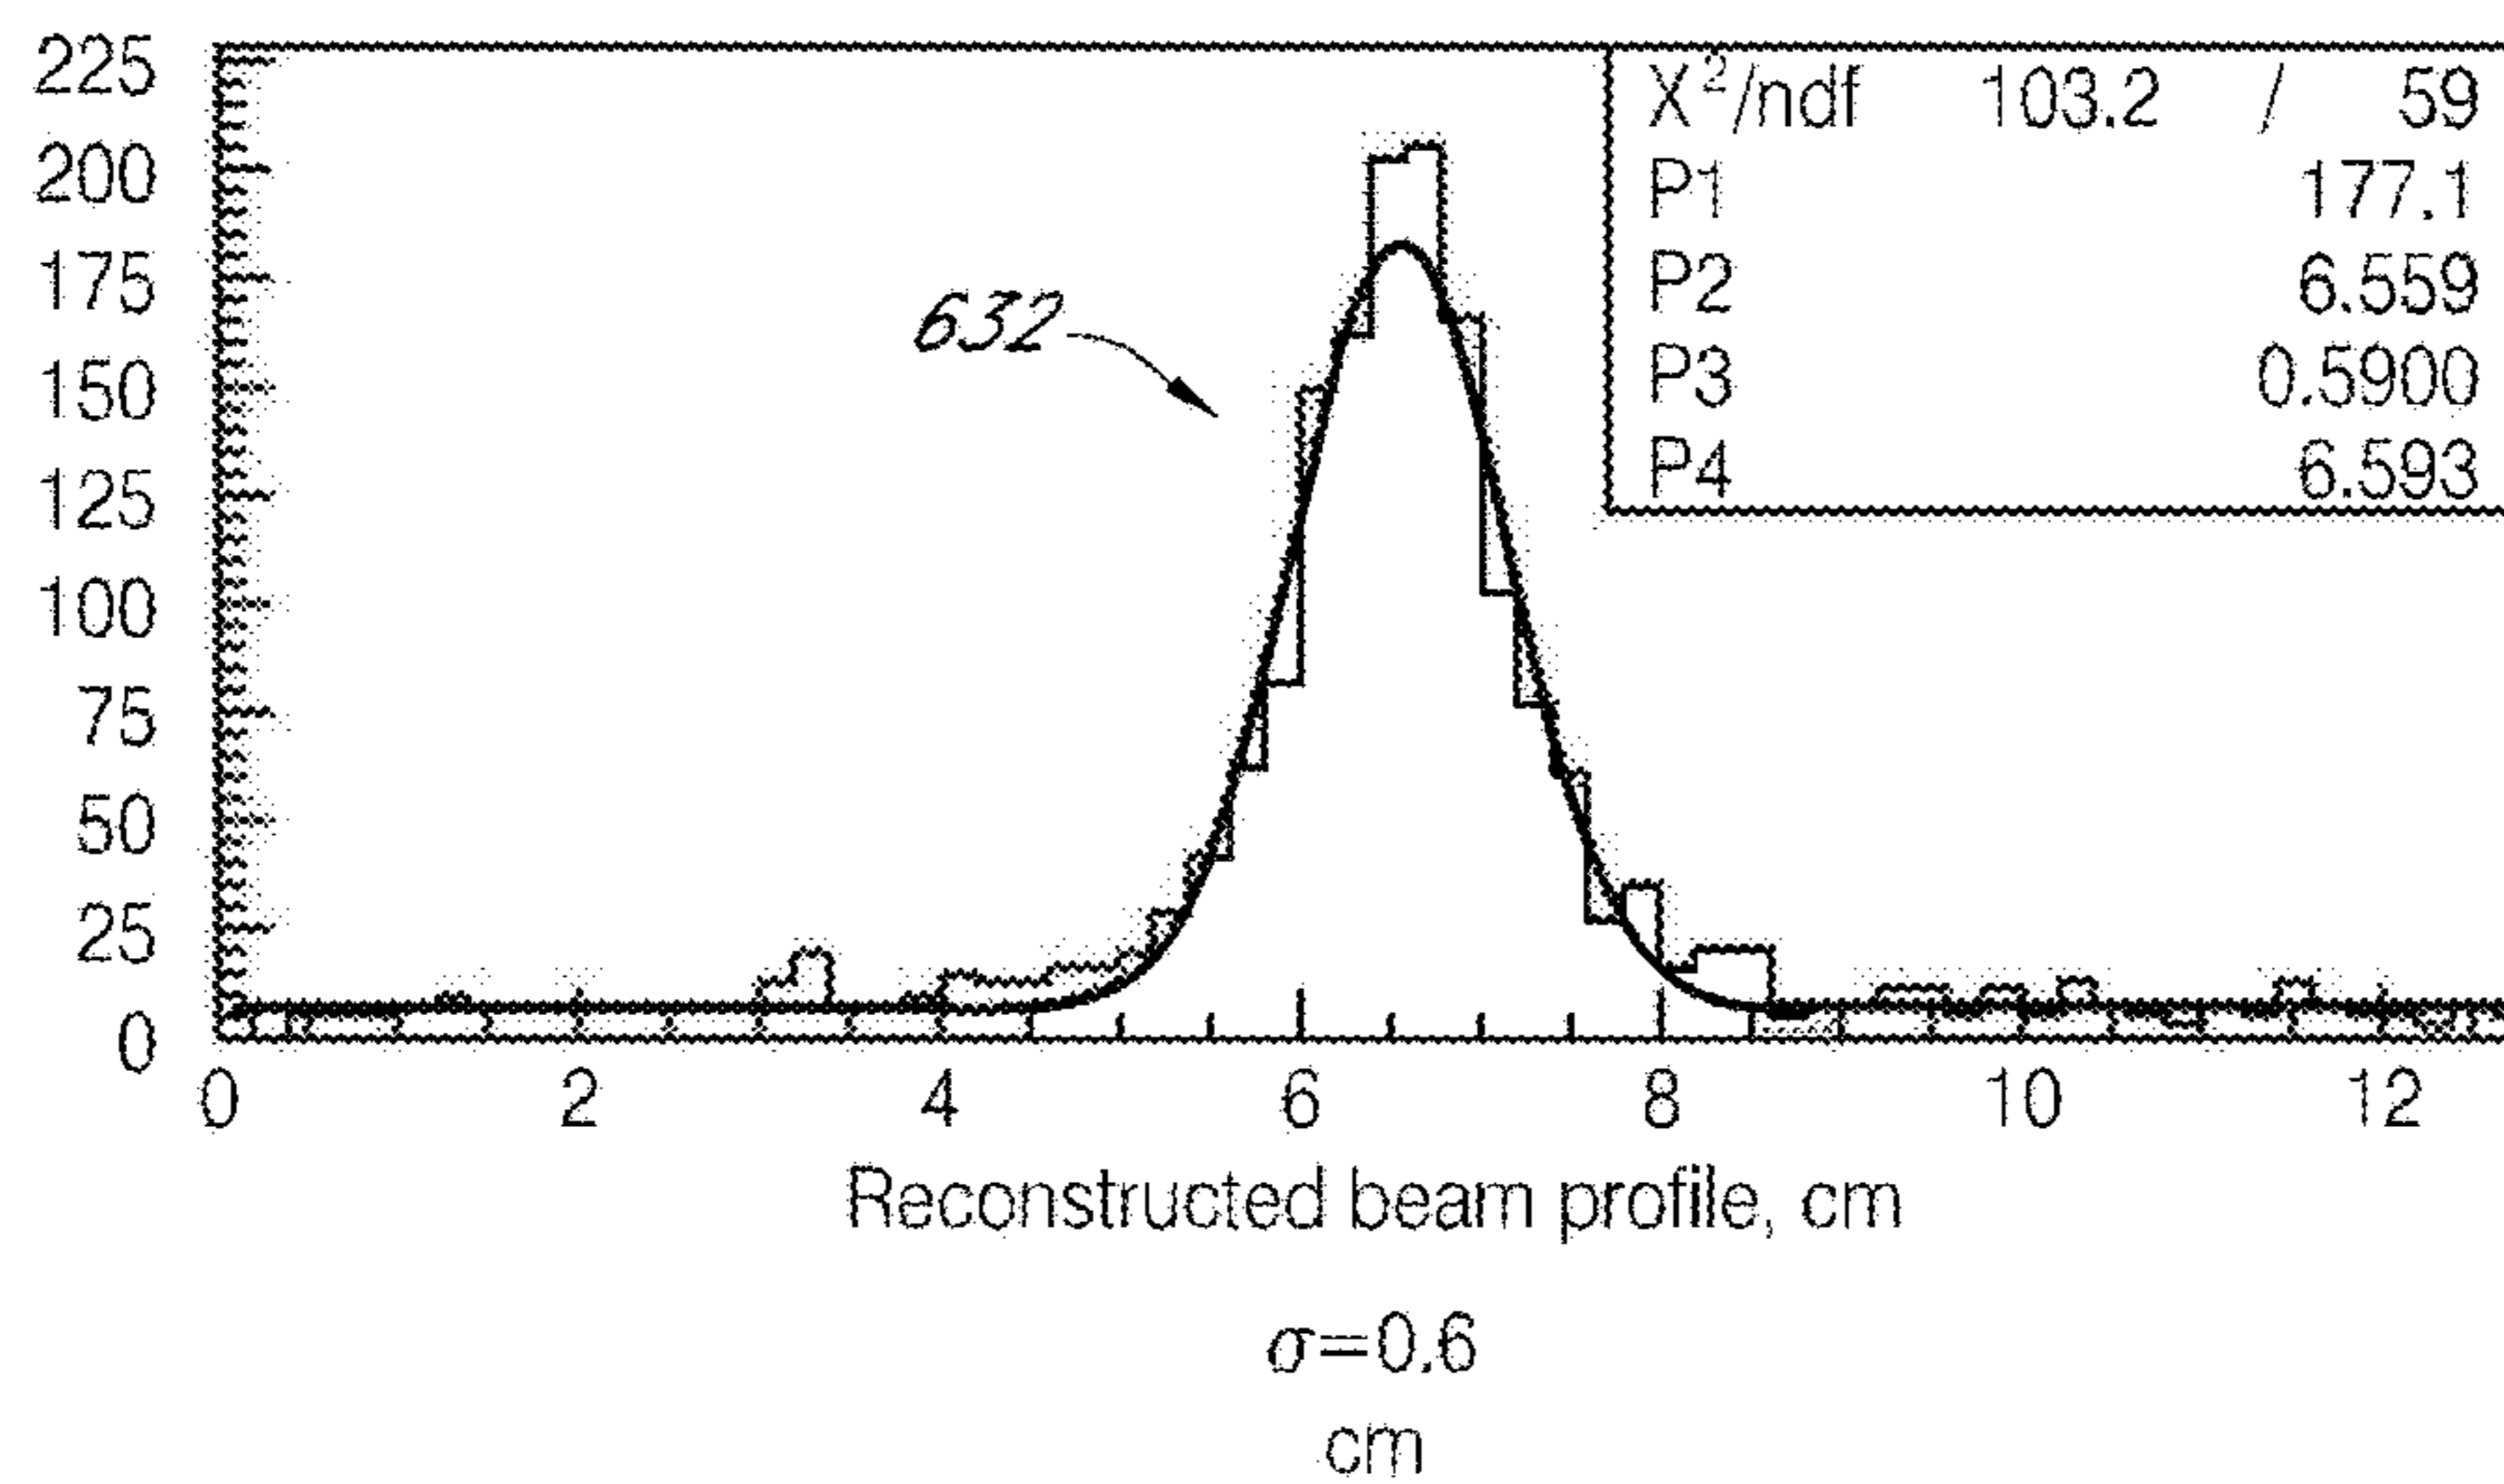 225
200
175
150
125
100
75
50
25
0
632
X²/ndf 103.2 / 59
P1 177.1
P2 6.559
P3 0.5900
P4 6.593
0 2 4 6 8 10 12
Reconstructed beam profile, cm
σ=0.6
cm